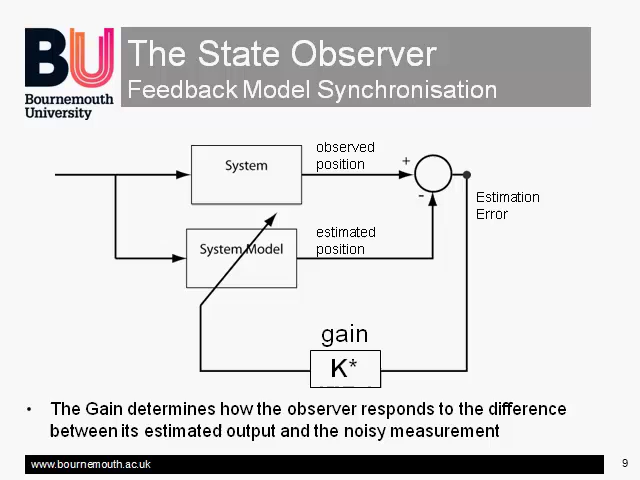 BU
Bournemouth
University
The State Observer
Feedback Model Synchronisation
System
observed
position
+
-
Estimation
Error
System Model
estimated
position
gain
K*
• The Gain determines how the observer responds to the difference
between its estimated output and the noisy measurement
www.bournemouth.ac.uk
9